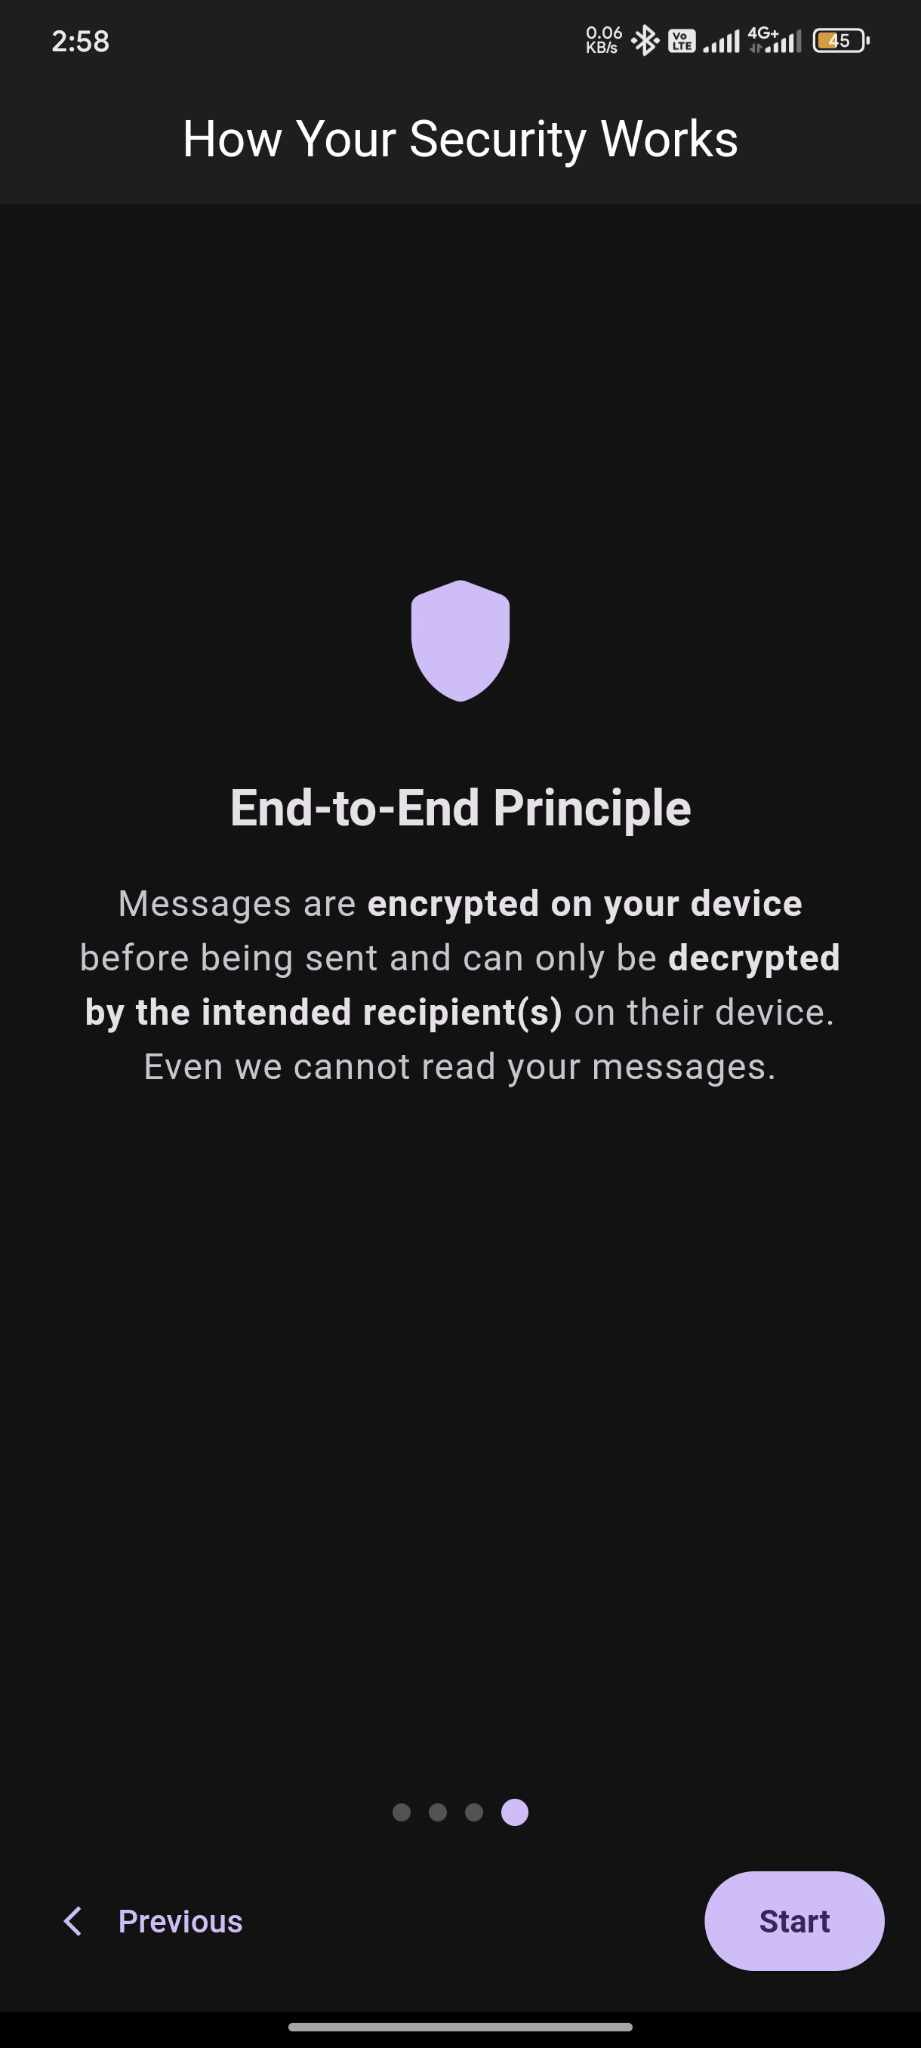 2:58
0.06
KB/s
Vo
LTE
4G+
45
How Your Security Works
End-to-End Principle
Messages are encrypted on your device
before being sent and can only be decrypted
by the intended recipient(s) on their device.
Even we cannot read your messages.
Previous
Start